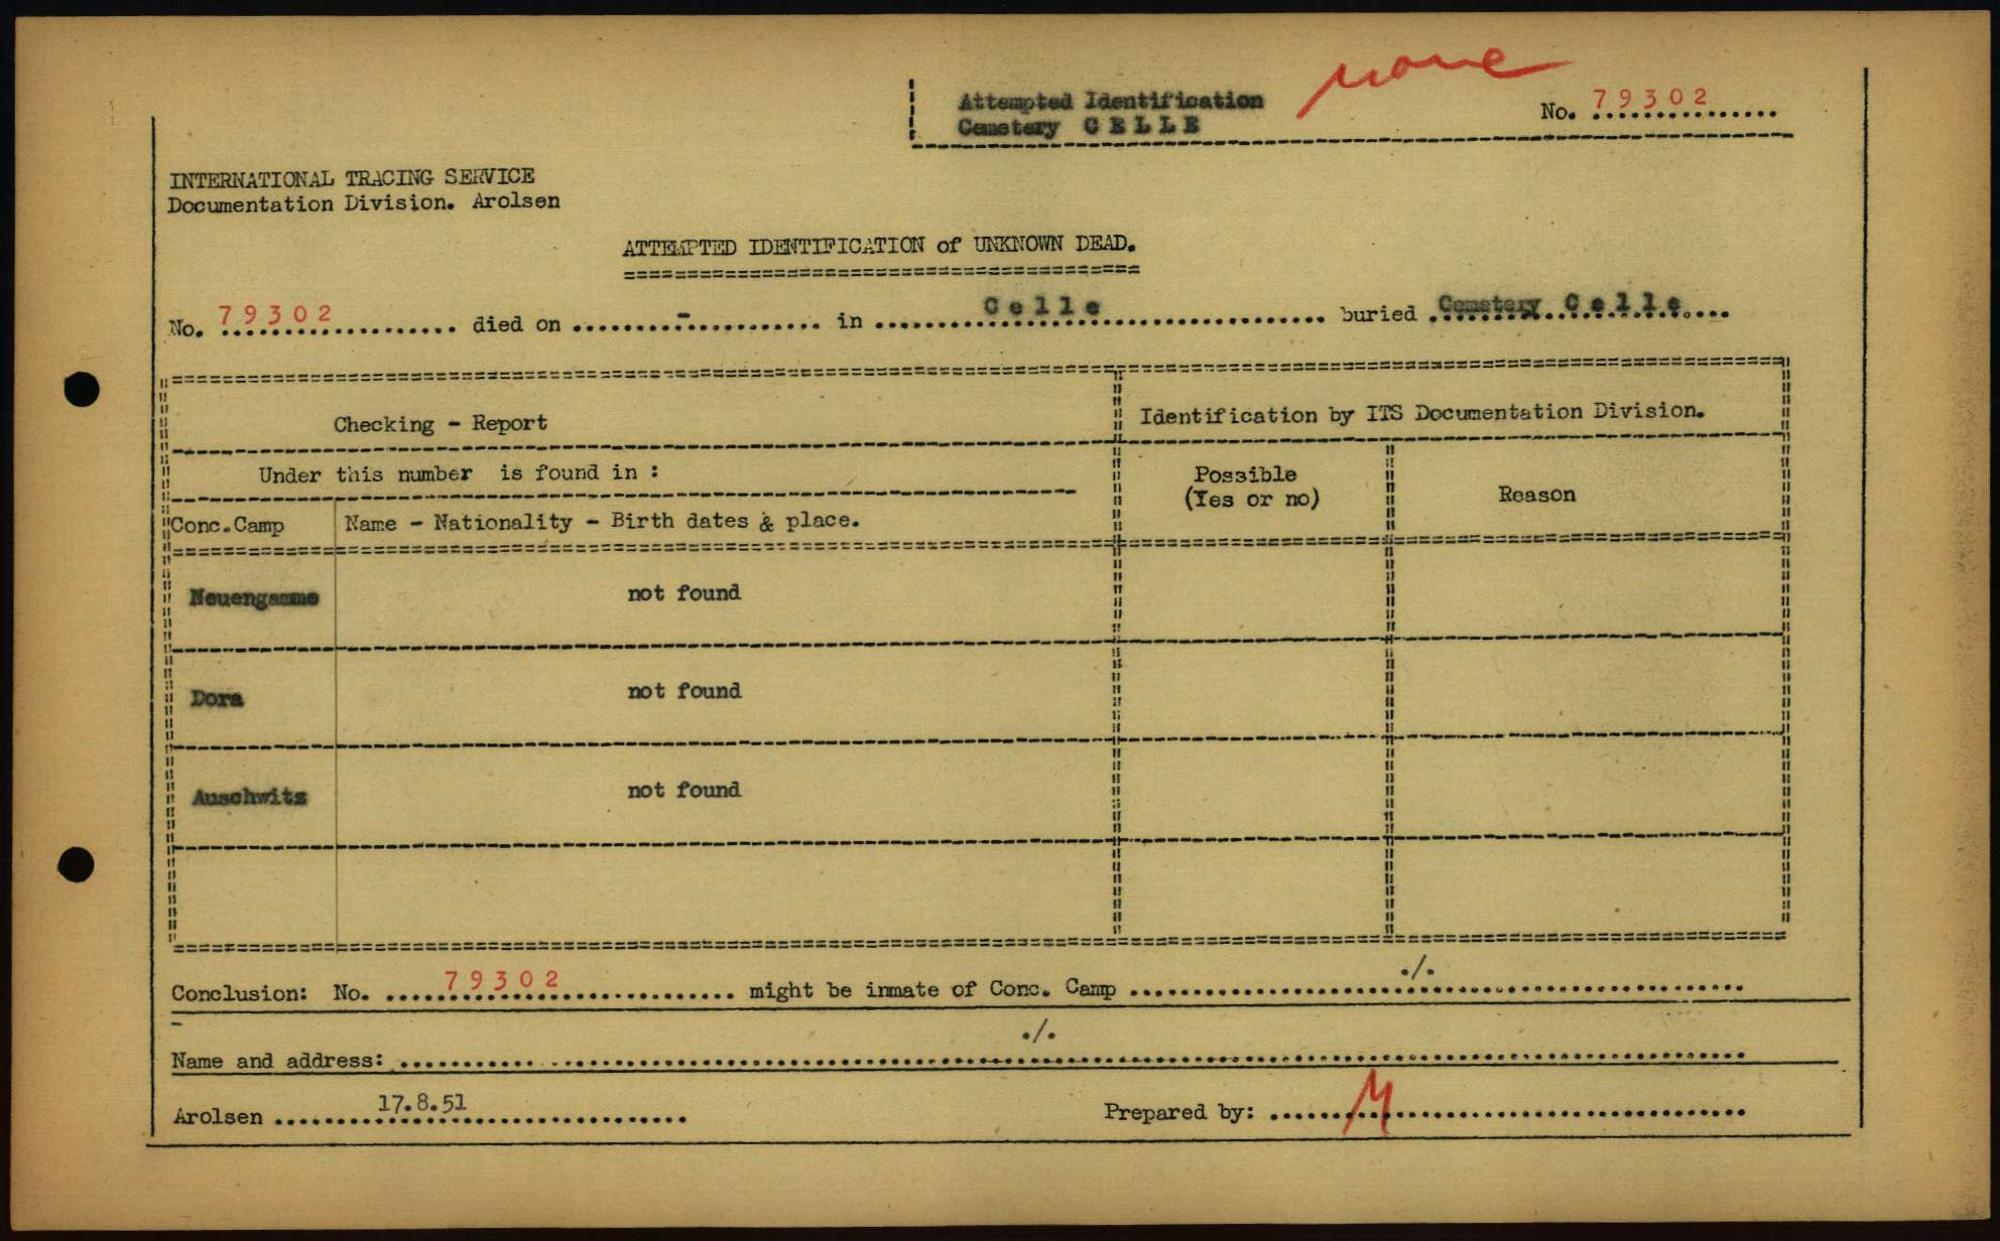 none
Attempted Identification
Cemetery C E L L E
No. 79302
INTERNATIONAL TRACING SERVICE
Documentation Division. Arolsen
ATTEMPTED IDENTIFICATION of UNKNOWN DEAD.
No. 79302 died on - in C e l l e buried Cemetery C e l l e
Checking - Report
Identification by ITS Documentation Division.
Under this number is found in :
Possible
(Yes or no)
Reason
Conc.Camp Name - Nationality - Birth dates & place.
Neuengamme not found
Dora not found
Auschwitz not found
Conclusion: No. 79302 might be inmate of Conc. Camp ./.
Name and address: ./.
Arolsen 17.8.51 Prepared by: M